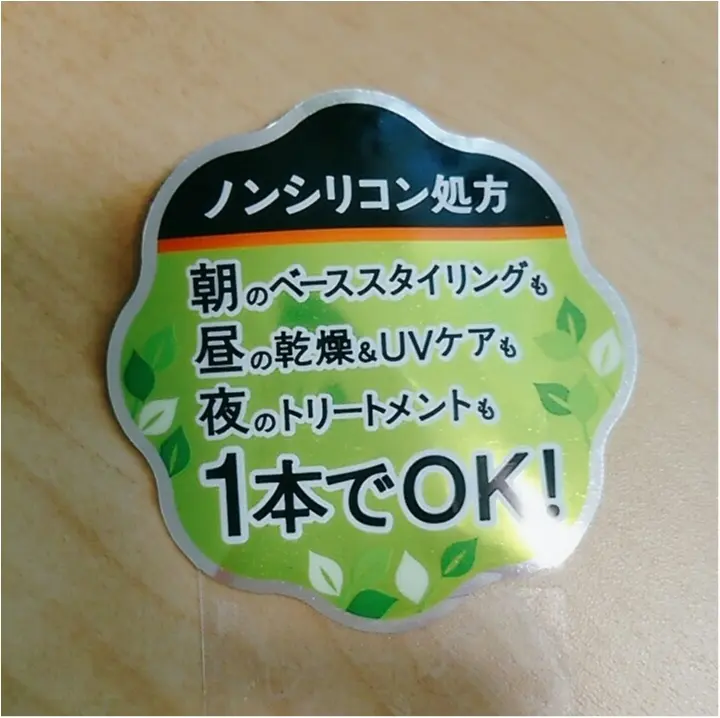 ノンシリコン処方
朝のベーススタイリングも
昼の乾燥&UVケアも
夜のトリートメントも
1本でOK!